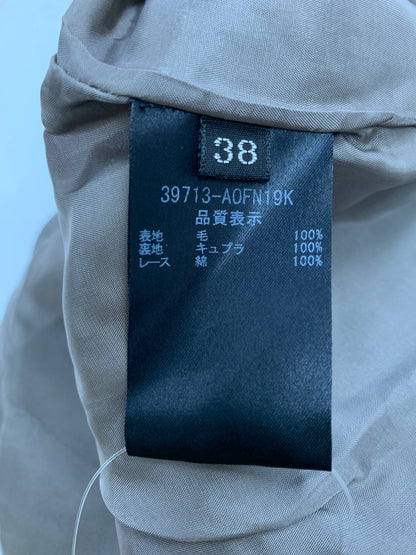 38
39713-A0FN19K
品質表示
表地 毛 100%
裏地 キュプラ 100%
レース 綿 100%